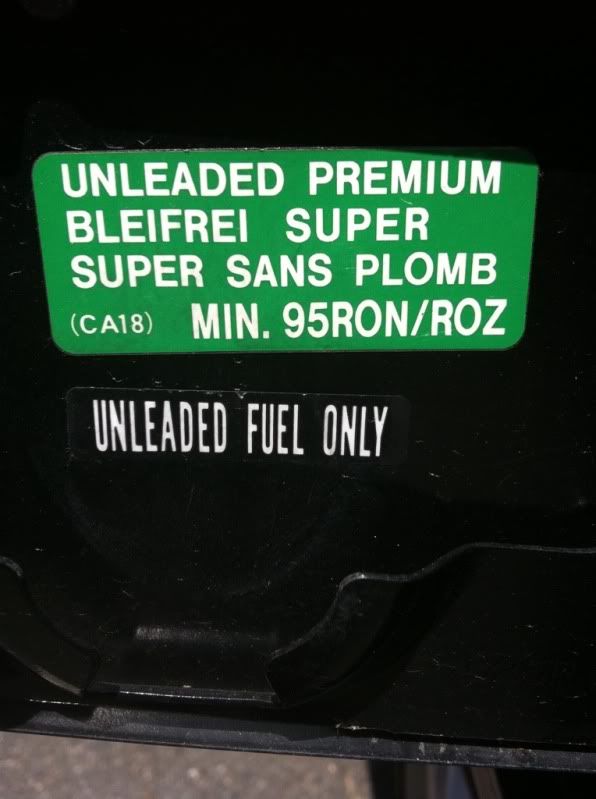 UNLEADED PREMIUM
BLEIFREI SUPER
SUPER SANS PLOMB
(CA18) MIN. 95RON/ROZ
UNLEADED FUEL ONLY